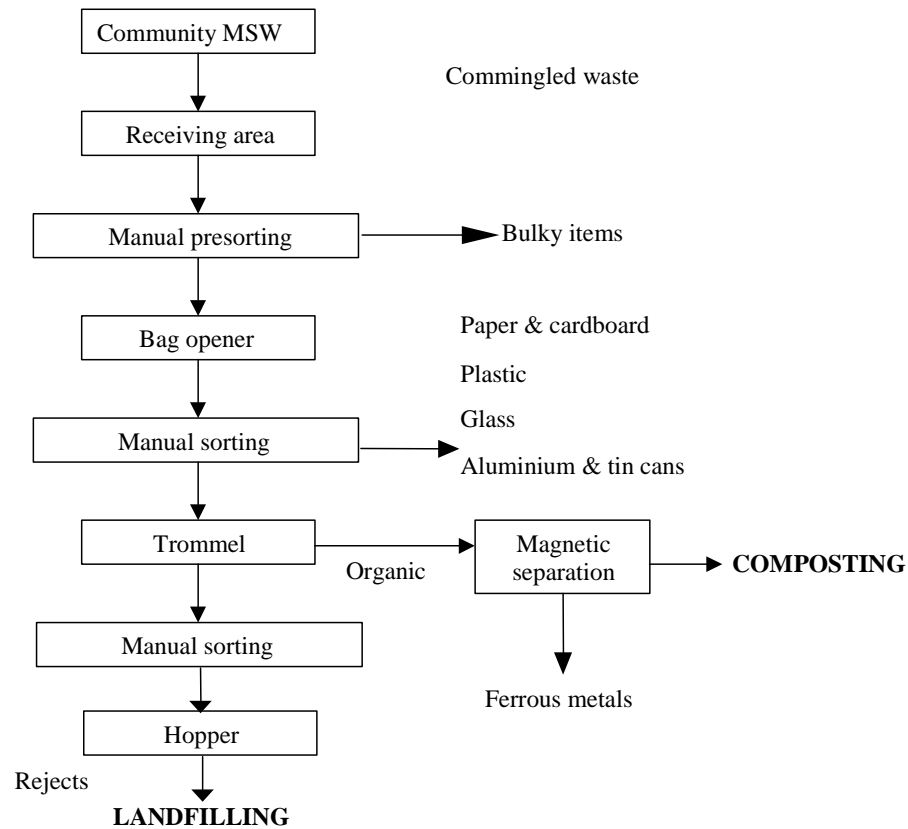 Community MSW
Commingled waste
Receiving area
Manual presorting
Bulky items
Bag opener
Paper & cardboard
Plastic
Glass
Manual sorting
Aluminium & tin cans
Trommel
Organic
Magnetic
separation
COMPOSTING
Manual sorting
Ferrous metals
Hopper
Rejects
LANDFILLING